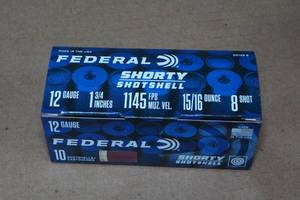 MADE IN THE USA
FEDERAL
SHORTY
SHOTSHELL
12 GAUGE
1 3/4 INCHES
1145 FPS MUZ. VEL.
15/16 OUNCE
8 SHOT
12 GAUGE
FEDERAL
10
SHORTY
SHOTSHELL